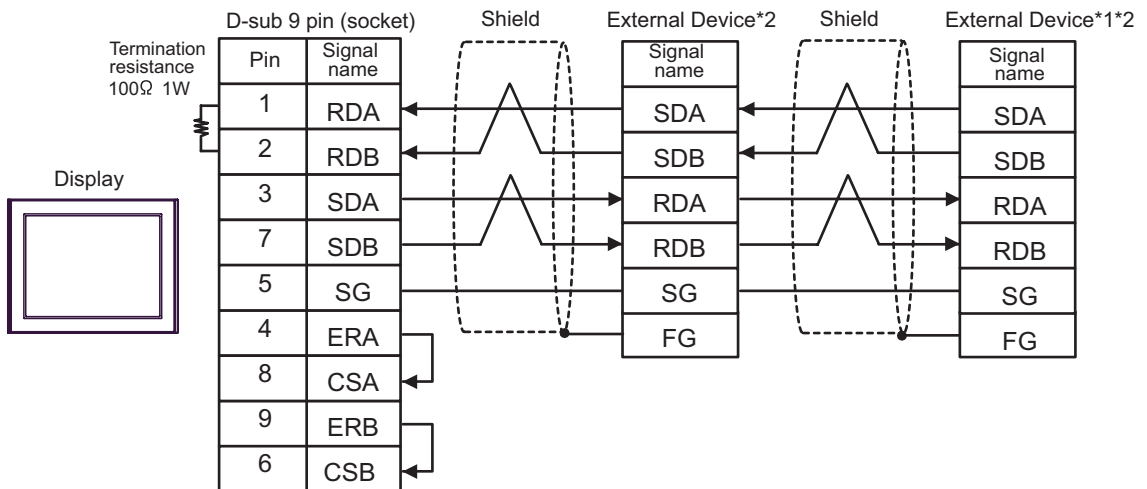 D-sub 9 pin (socket)
Shield
External Device*2
Shield
External Device*1*2
Termination
resistance
100Ω 1W
Pin
Signal
name
Signal
name
Signal
name
1
RDA
SDA
SDA
2
RDB
SDB
SDB
Display
3
SDA
RDA
RDA
7
SDB
RDB
RDB
5
SG
SG
SG
4
ERA
FG
FG
8
CSA
9
ERB
6
CSB